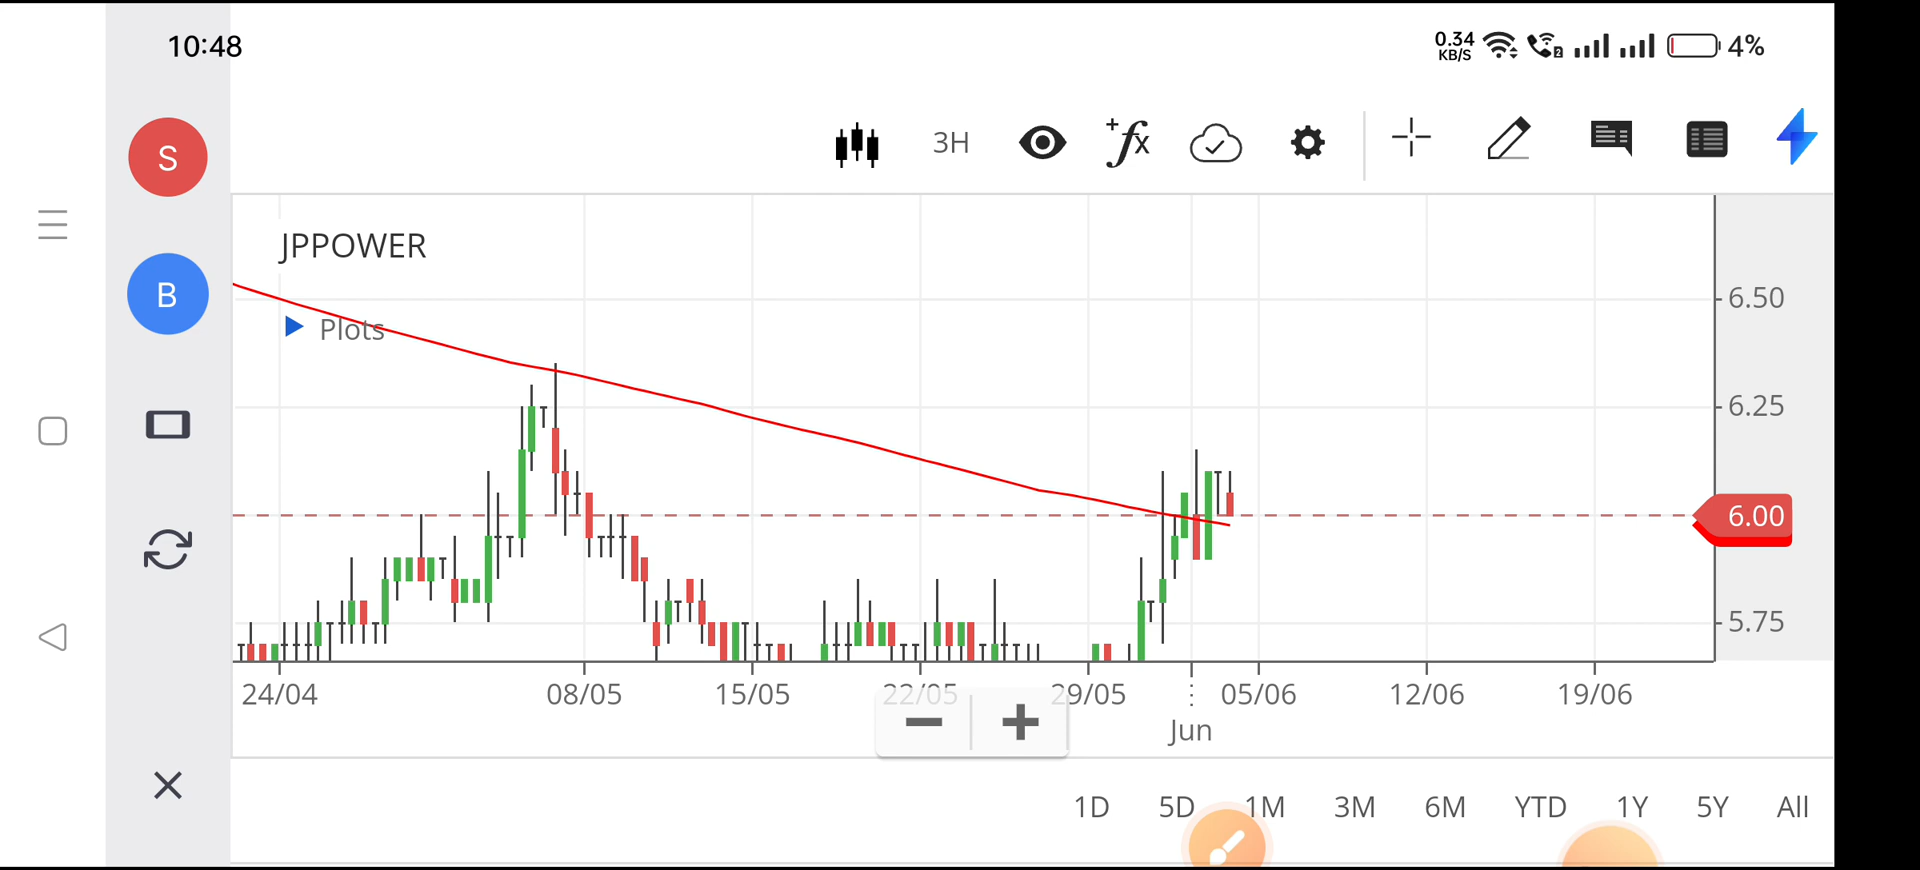 10:48
0.34
KB/S
2
4%
S
B
3H
+fx
JPPOWER
Plots
6.50
6.25
6.00
5.75
24/04
08/05
15/05
22/05
29/05
05/06
12/06
19/06
Jun
1D
5D
1M
3M
6M
YTD
1Y
5Y
All